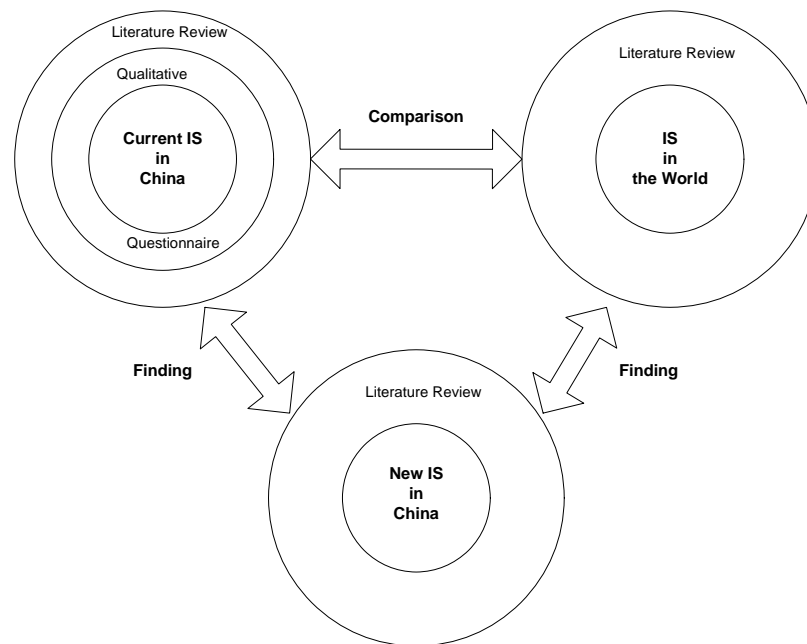 Literature Review
Qualitative
Current IS
in
China
Questionnaire
Comparison
Literature Review
IS
in
the World
Finding
Finding
Literature Review
New IS
in
China